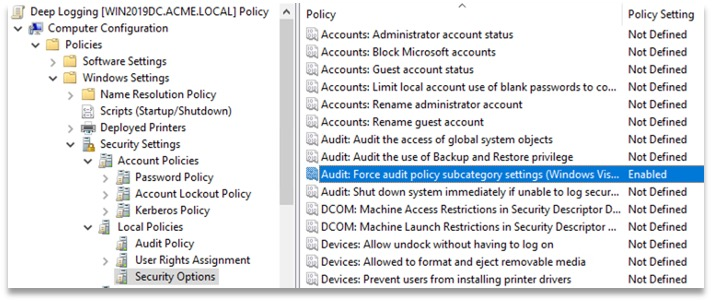 Deep Logging [WIN2019DC.ACME.LOCAL] Policy
Computer Configuration
Policies
Software Settings
Windows Settings
Name Resolution Policy
Scripts (Startup/Shutdown)
Deployed Printers
Security Settings
Account Policies
Password Policy
Account Lockout Policy
Kerberos Policy
Local Policies
Audit Policy
User Rights Assignment
Security Options
Policy Policy Setting
Accounts: Administrator account status Not Defined
Accounts: Block Microsoft accounts Not Defined
Accounts: Guest account status Not Defined
Accounts: Limit local account use of blank passwords to co... Not Defined
Accounts: Rename administrator account Not Defined
Accounts: Rename guest account Not Defined
Audit: Audit the access of global system objects Not Defined
Audit: Audit the use of Backup and Restore privilege Not Defined
Audit: Force audit policy subcategory settings (Windows Vis... Enabled
Audit: Shut down system immediately if unable to log secur... Not Defined
DCOM: Machine Access Restrictions in Security Descriptor D... Not Defined
DCOM: Machine Launch Restrictions in Security Descriptor ... Not Defined
Devices: Allow undock without having to log on Not Defined
Devices: Allowed to format and eject removable media Not Defined
Devices: Prevent users from installing printer drivers Not Defined